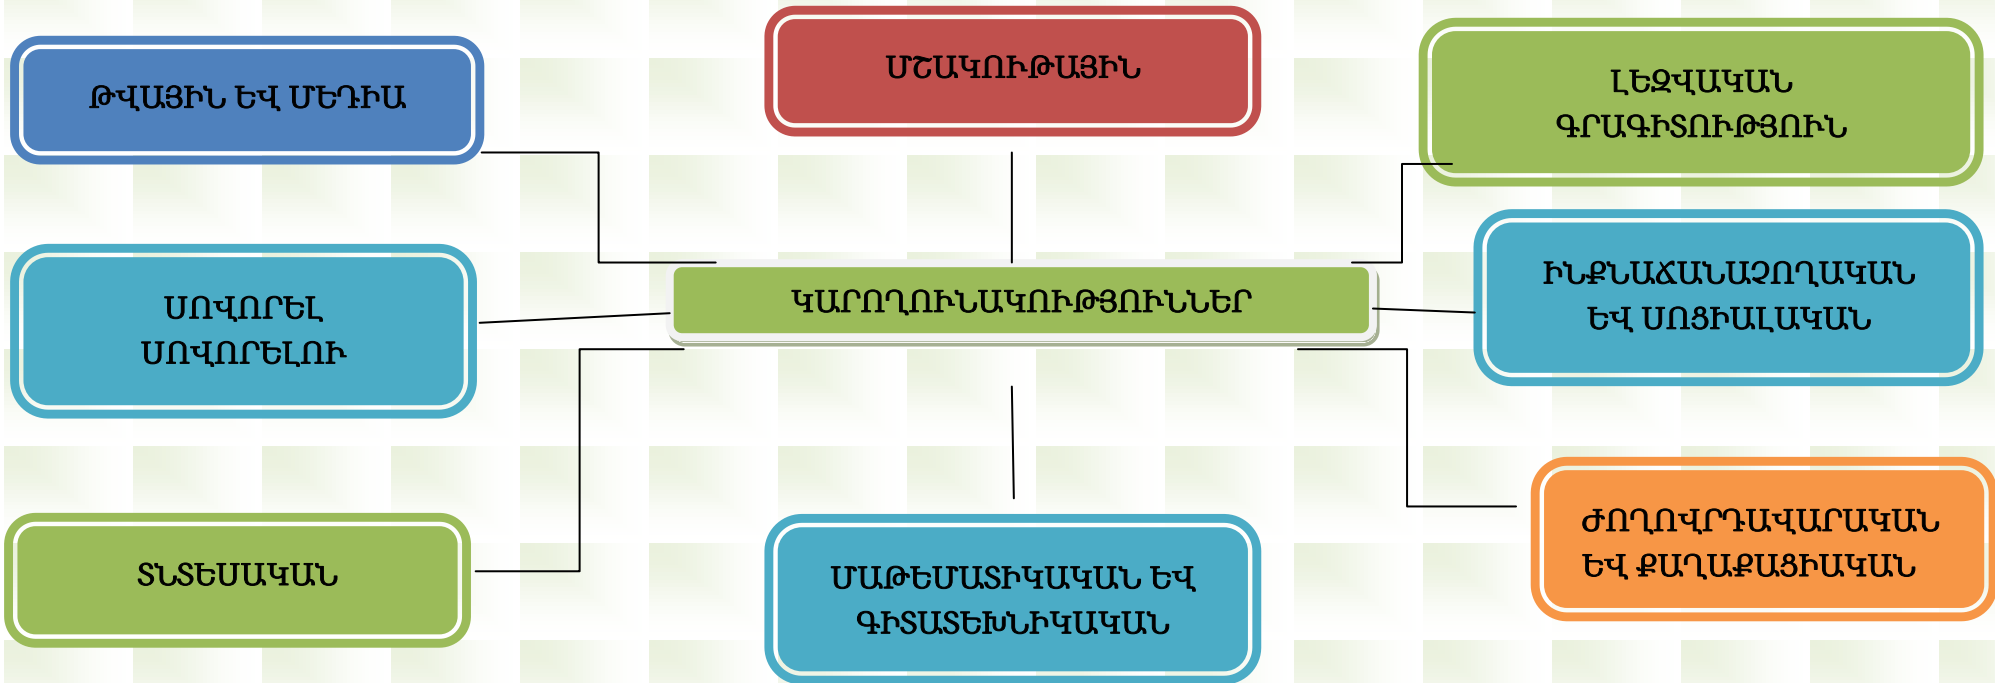 ԹՎԱՅԻՆ ԵՎ ՄԵԴԻԱ
ՄՇԱԿՈՒԹԱՅԻՆ
ԼԵԶՎԱԿԱՆ
ԳՐԱԳԻՏՈՒԹՅՈՒՆ
ՍՈՎՈՐԵԼ
ՍՈՎՈՐԵԼՈՒ
ԿԱՐՈՂՈՒՆԱԿՈՒԹՅՈՒՆՆԵՐ
ԻՆՔՆԱՃԱՆԱՉՈՂԱԿԱՆ
ԵՎ ՍՈՑԻԱԼԱԿԱՆ
ՏՆՏԵՍԱԿԱՆ
ՄԱԹԵՄԱՏԻԿԱԿԱՆ ԵՎ
ԳԻՏԱՏԵԽՆԻԿԱԿԱՆ
ԺՈՂՈՎՐԴԱՎԱՐԱԿԱՆ
ԵՎ ՔԱՂԱՔԱՑԻԱԿԱՆ